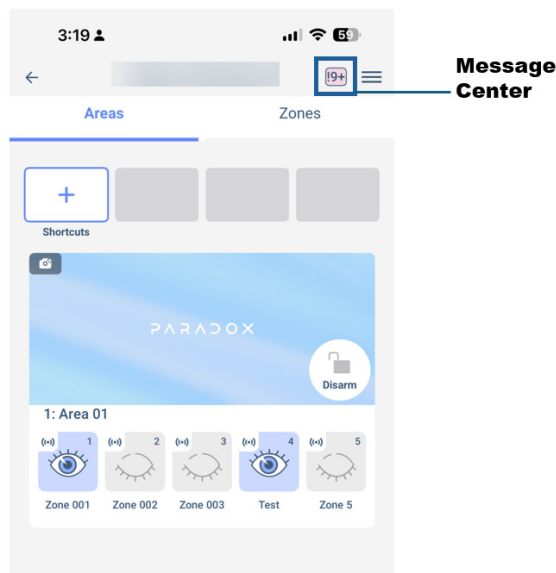 3:19
59
!9+
Message
Center
Areas
Zones
+
Shortcuts
PARADOX
Disarm
1: Area 01
1
2
3
4
5
Zone 001
Zone 002
Zone 003
Test
Zone 5